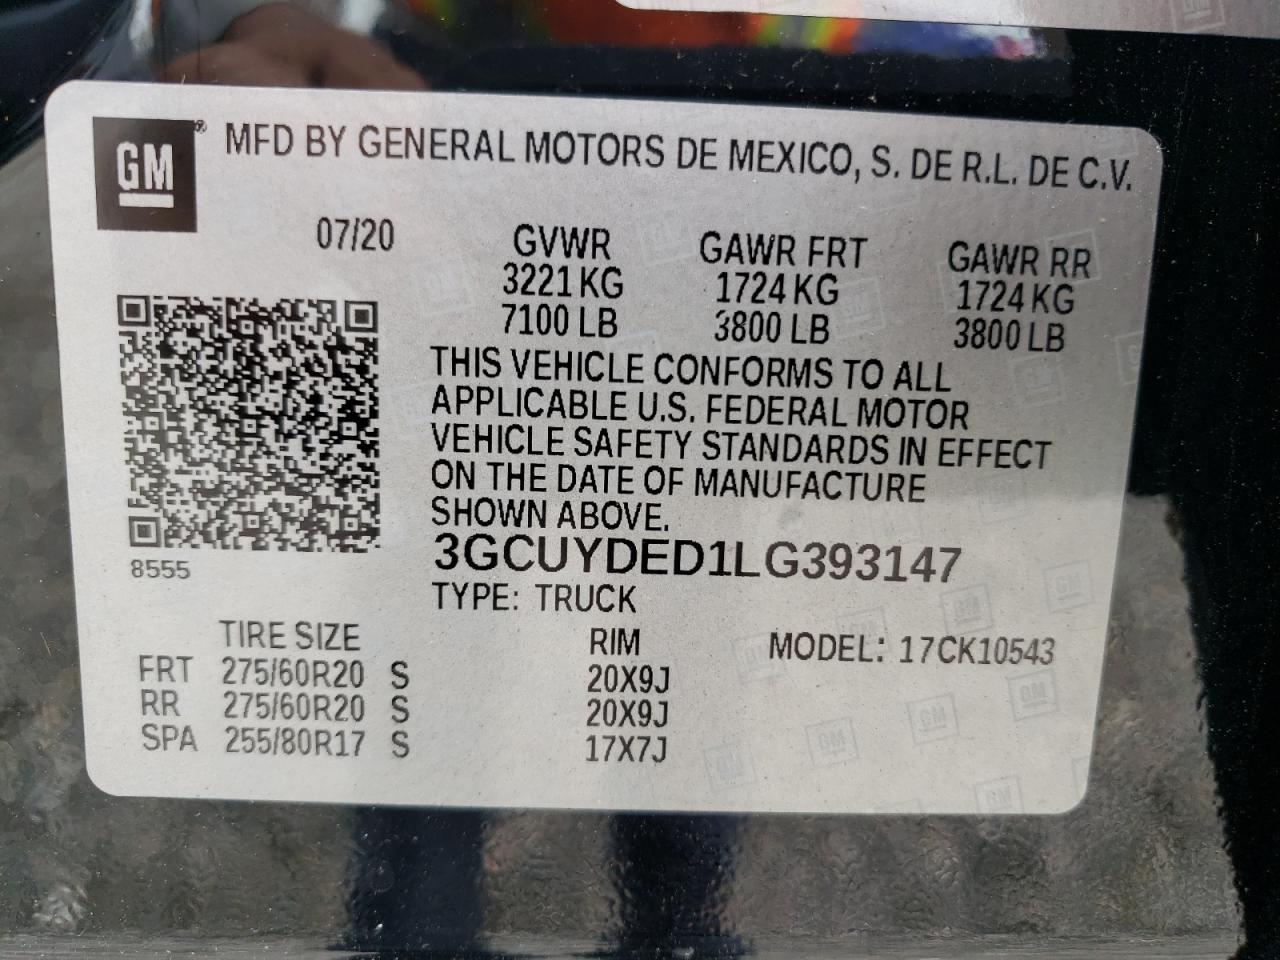 GM®
MFD BY GENERAL MOTORS DE MEXICO, S. DE R.L. DE C.V.
07/20
GVWR GAWR FRT GAWR RR
3221 KG 1724 KG 1724 KG
7100 LB 3800 LB 3800 LB
THIS VEHICLE CONFORMS TO ALL
APPLICABLE U.S. FEDERAL MOTOR
VEHICLE SAFETY STANDARDS IN EFFECT
ON THE DATE OF MANUFACTURE
SHOWN ABOVE.
3GCUYDED1LG393147
8555
TYPE: TRUCK
TIRE SIZE RIM MODEL: 17CK10543
FRT 275/60R20 S 20X9J
RR 275/60R20 S 20X9J
SPA 255/80R17 S 17X7J